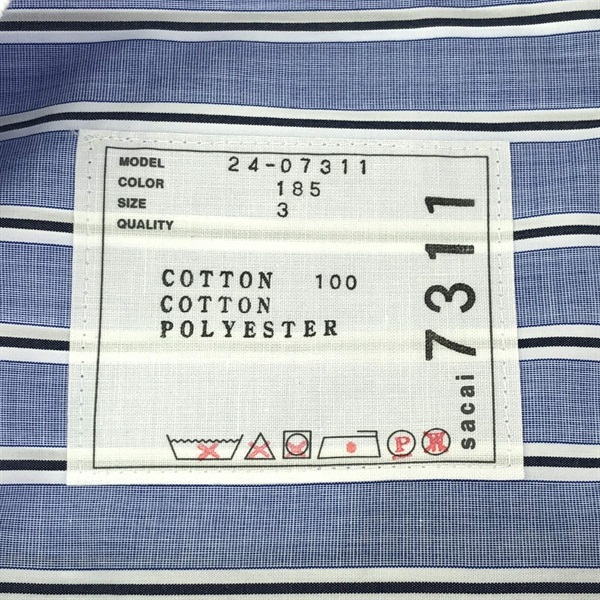 MODEL 24-07311
COLOR 185
SIZE 3
QUALITY
COTTON 100
COTTON
POLYESTER
P W
sacai 7311